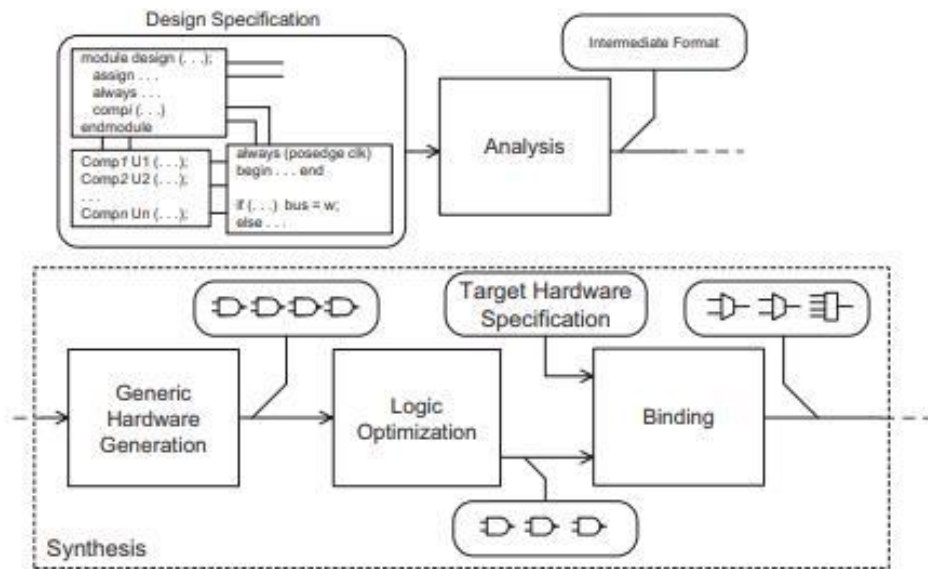 Design Specification
module design (. . .);
assign . . .
always . . .
compi (. . .)
endmodule
Comp1 U1 (. . .);
Comp2 U2 (. . .);
. . .
Compn Un (. . .);
always (posedge clk)
begin . . . end
if (. . .) bus = w;
else . . .
Analysis
Intermediate Format
Generic
Hardware
Generation
Logic
Optimization
Target Hardware
Specification
Binding
Synthesis